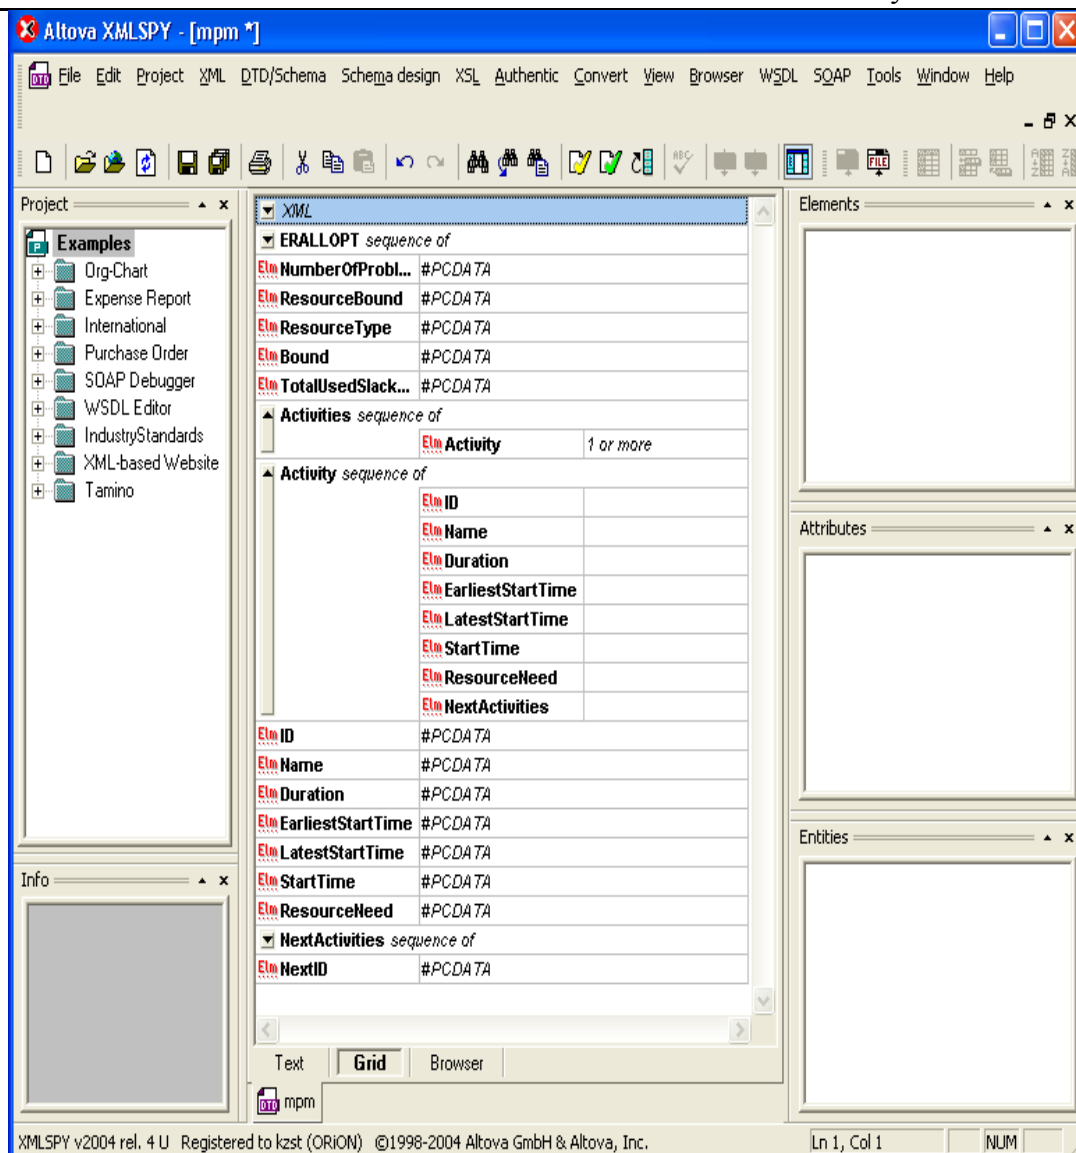 Altova XMLSPY - [mpm *]
File Edit Project XML DTD/Schema Schema design XSL Authentic Convert View Browser WSDL SOAP Tools Window Help
Project
Examples
Org-Chart
Expense Report
International
Purchase Order
SOAP Debugger
WSDL Editor
IndustryStandards
XML-based Website
Tamino
Info
XML
ERALLOPT sequence of
NumberOfProbl... #PCDATA
Elm ResourceBound #PCDATA
Elm ResourceType #PCDATA
Elm Bound #PCDATA
Elm TotalUsedSlack... #PCDATA
Activities sequence of
Elm Activity 1 or more
Activity sequence of
Elm ID
Elm Name
Elm Duration
Elm EarliestStartTime
Elm LatestStartTime
Elm StartTime
Elm ResourceNeed
Elm NextActivities
Elm ID #PCDATA
Elm Name #PCDATA
Elm Duration #PCDATA
Elm EarliestStartTime #PCDATA
Elm LatestStartTime #PCDATA
Elm StartTime #PCDATA
Elm ResourceNeed #PCDATA
NextActivities sequence of
Elm NextID #PCDATA
Text Grid Browser
DTD mpm
Elements
Attributes
Entities
XMLSPY v2004 rel. 4 U Registered to kzst (ORiON) ©1998-2004 Altova GmbH & Altova, Inc. Ln 1, Col 1 NUM